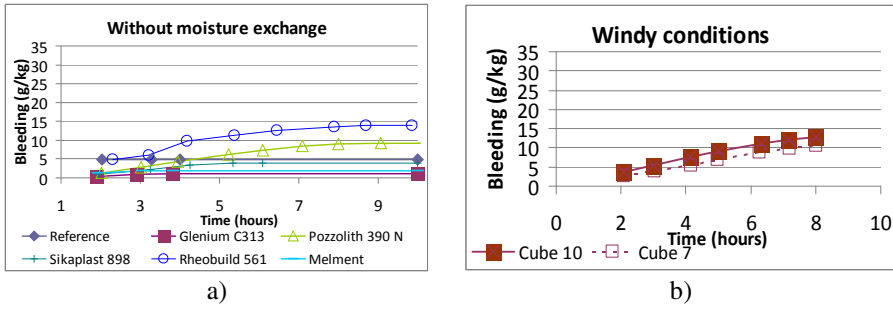 Without moisture exchange
Bleeding (g/kg)
35
30
25
20
15
10
5
0
1 3 5 7 9
Time (hours)
Reference Glenium C313 Pozzolith 390 N
Sikaplast 898 Rheobuild 561 Melment
a)
Windy conditions
Bleeding (g/kg)
35
30
25
20
15
10
5
0
0 2 4 6 8 10
Time (hours)
Cube 10 Cube 7
b)